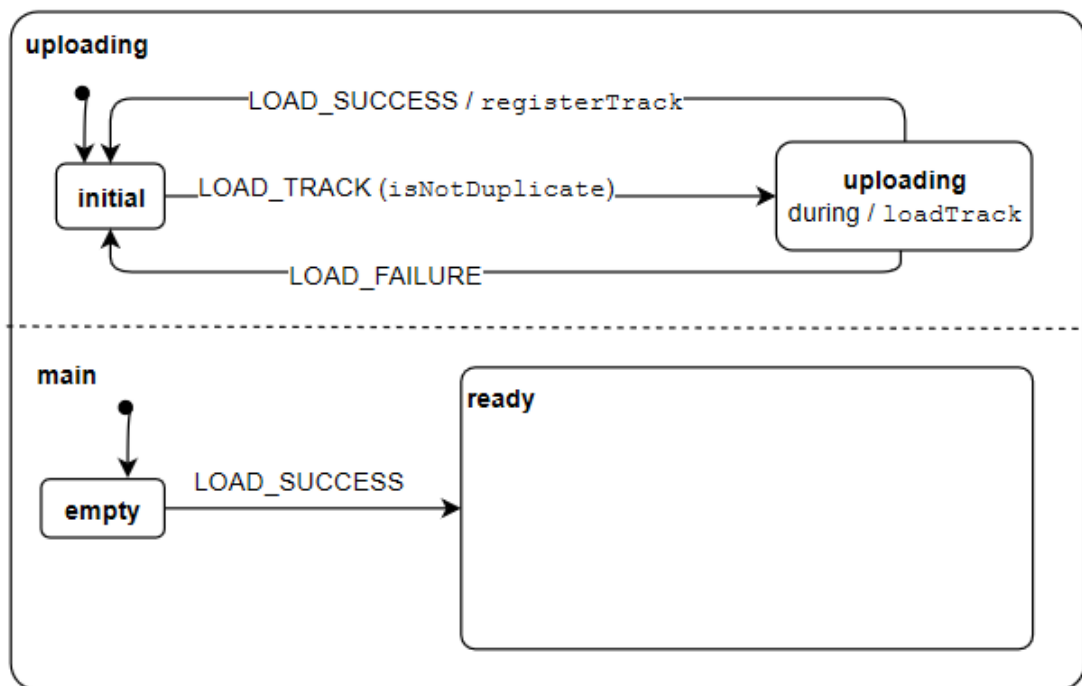 uploading
LOAD_SUCCESS / registerTrack
initial
LOAD_TRACK (isNotDuplicate)
uploading
during / loadTrack
LOAD_FAILURE
main
ready
LOAD_SUCCESS
empty